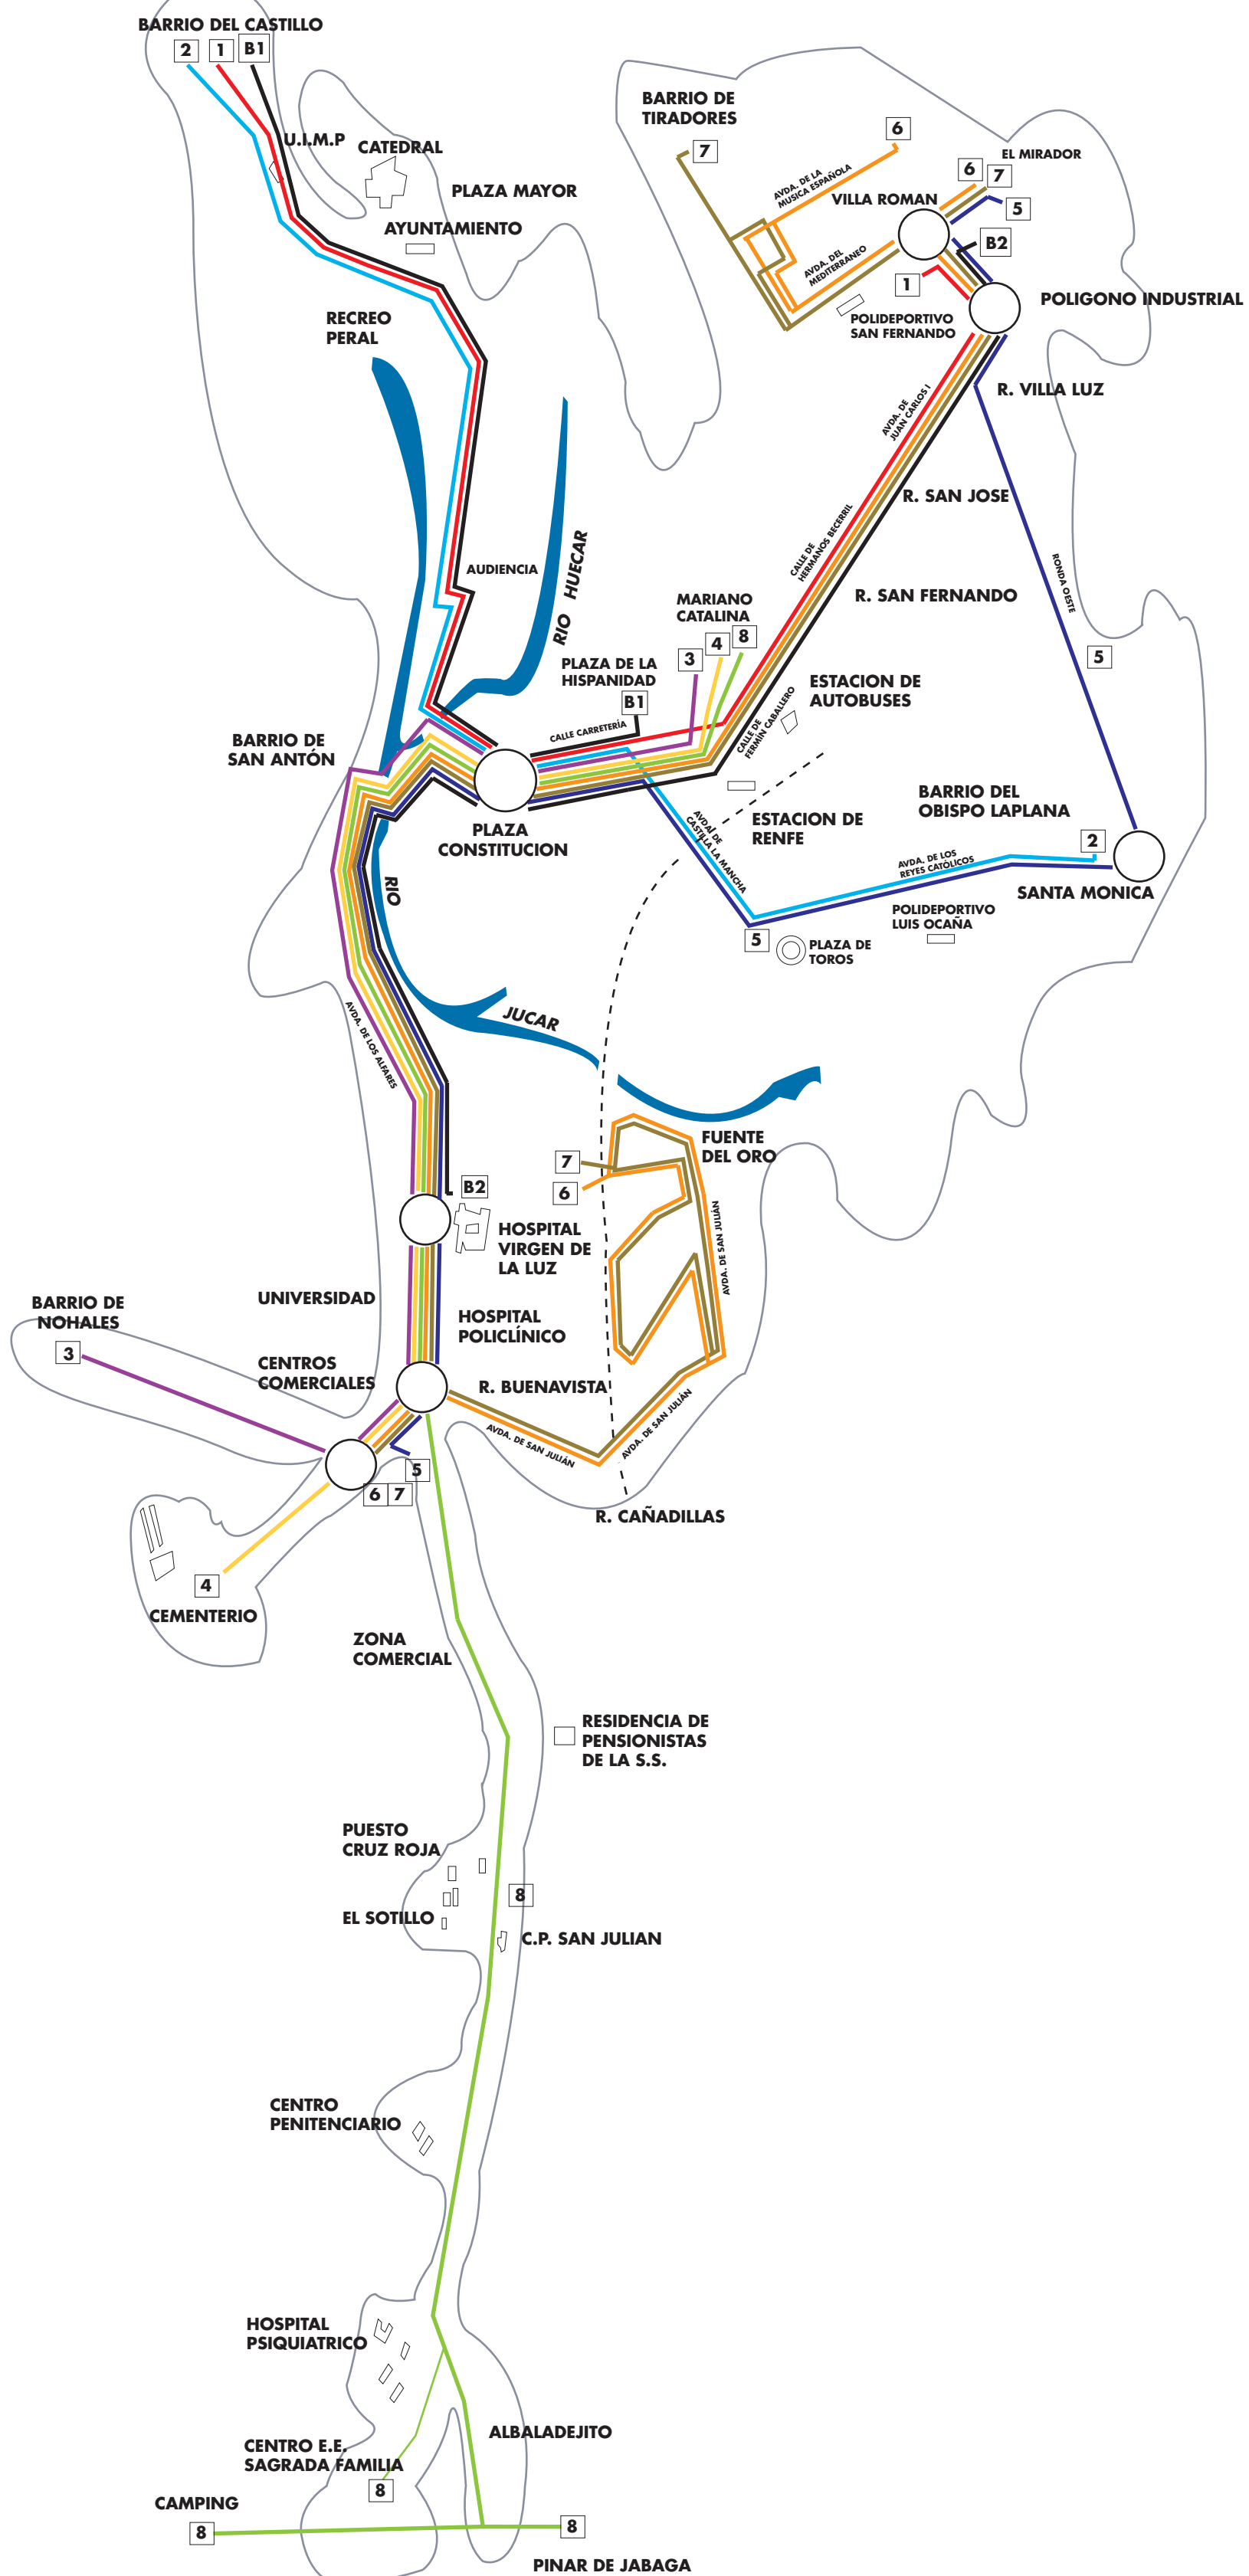 BARRIO DEL CASTILLO
2
1
B1
U.I.M.P
CATEDRAL
PLAZA MAYOR
AYUNTAMIENTO
BARRIO DE
TIRADORES
7
6
AVDA. DE LA
MUSICA ESPAÑOLA
EL MIRADOR
6
7
VILLA ROMAN
5
B2
AVDA. DEL
MEDITERRANEO
1
POLIGONO INDUSTRIAL
POLIDEPORTIVO
SAN FERNANDO
RECREO
PERAL
R. VILLA LUZ
AVDA. DE
JUAN CARLOS I
R. SAN JOSE
CALLE DE
HERMANOS BECERRIL
AUDIENCIA
RIO HUECAR
RONDA OESTE
R. SAN FERNANDO
MARIANO
CATALINA
3
4
8
5
PLAZA DE LA
HISPANIDAD
B1
CALLE CARRETERÍA
ESTACION DE
AUTOBUSES
CALLE DE
FERMÍN CABALLERO
BARRIO DE
SAN ANTÓN
PLAZA
CONSTITUCION
ESTACION DE
RENFE
AVDAÍ DE
CASTILLA LA MANCHA
BARRIO DEL
OBISPO LAPLANA
2
AVDA. DE LOS
REYES CATÓLICOS
SANTA MONICA
RIO
POLIDEPORTIVO
LUIS OCAÑA
5
PLAZA DE
TOROS
JUCAR
AVDA. DE LOS ALFARES
FUENTE
DEL ORO
7
6
B2
AVDA. DE SAN JULIÁN
HOSPITAL
VIRGEN DE
LA LUZ
UNIVERSIDAD
HOSPITAL
POLICLÍNICO
BARRIO DE
NOHALES
3
CENTROS
COMERCIALES
R. BUENAVISTA
AVDA. DE SAN JULIÁN
AVDA. DE SAN JULIÁN
5
6
7
R. CAÑADILLAS
4
CEMENTERIO
ZONA
COMERCIAL
RESIDENCIA DE
PENSIONISTAS
DE LA S.S.
PUESTO
CRUZ ROJA
8
EL SOTILLO
C.P. SAN JULIAN
CENTRO
PENITENCIARIO
HOSPITAL
PSIQUIATRICO
ALBALADEJITO
CENTRO E.E.
SAGRADA FAMILIA
8
CAMPING
8
8
PINAR DE JABAGA